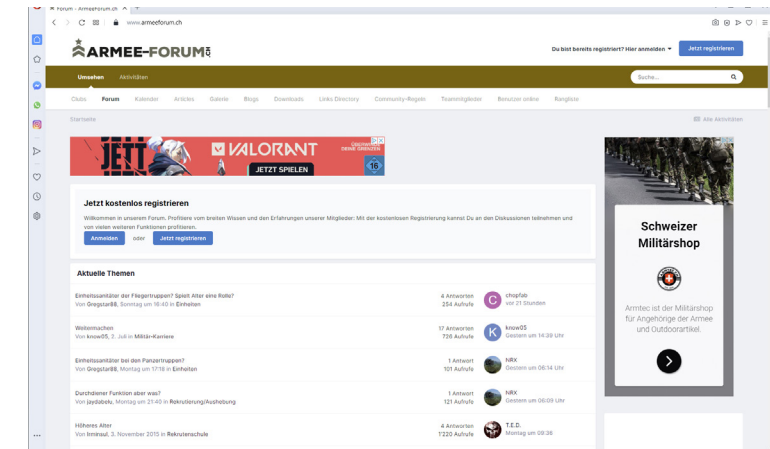 Forum - Armeeforum.ch
www.armeeforum.ch
ARMEE-FORUM.CH
Du bist bereits registriert? Hier anmelden
Jetzt registrieren
Umsehen Aktivitäten
Suche...
Clubs Forum Kalender Articles Galerie Blogs Downloads Links Directory Community-Regeln Teammitglieder Benutzer online Rangliste
Startseite
Alle Aktivitäten
JETT
VALORANT
JETZT SPIELEN
ÜBERWINDE
DEINE GRENZEN
16
Jetzt kostenlos registrieren
Willkommen in unserem Forum. Profitiere vom breiten Wissen und den Erfahrungen unserer Mitglieder: Mit der kostenlosen Registrierung kannst Du an den Diskussionen teilnehmen und
von vielen weiteren Funktionen profitieren.
Anmelden oder Jetzt registrieren
Aktuelle Themen
Einheitssanitäter der Fliegertruppen? Spielt Alter eine Rolle?
Von Gregstar88, Sonntag um 16:40 in Einheiten
4 Antworten
254 Aufrufe
C
chopfab
vor 21 Stunden
Weitermachen
Von know05, 2. Juli in Militär-Karriere
17 Antworten
726 Aufrufe
K
know05
Gestern um 14:39 Uhr
Einheitssanitäter bei den Panzertruppen?
Von Gregstar88, Montag um 17:18 in Einheiten
1 Antwort
101 Aufrufe
NRX
Gestern um 06:14 Uhr
Durchdiener Funktion aber was?
Von jaydabelu, Montag um 21:40 in Rekrutierung/Aushebung
1 Antwort
121 Aufrufe
NRX
Gestern um 06:09 Uhr
Höheres Alter
Von Irminsul, 3. November 2015 in Rekrutenschule
4 Antworten
1'220 Aufrufe
T.E.D.
Montag um 09:36
Schweizer
Militärshop
Armtec ist der Militärshop
für Angehörige der Armee
und Outdoorartikel.